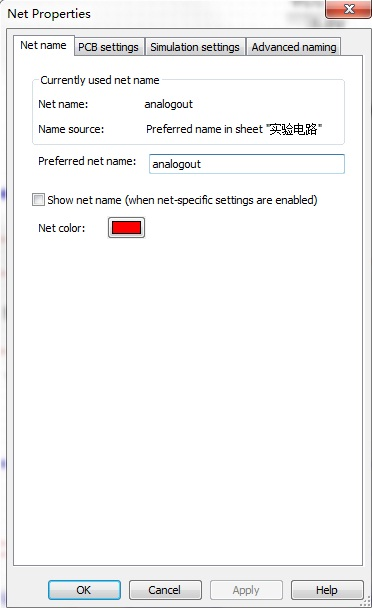 Net Properties
Net name PCB settings Simulation settings Advanced naming
Currently used net name
Net name: analogout
Name source: Preferred name in sheet "实验电路"
Preferred net name: analogout
Show net name (when net-specific settings are enabled)
Net color:
OK Cancel Apply Help